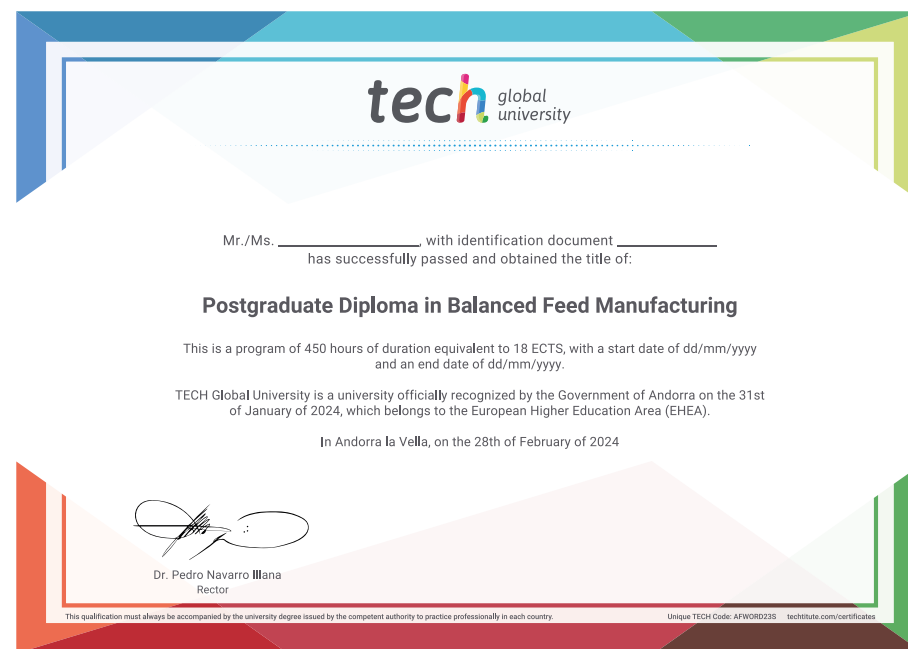 tech global university
Mr./Ms. ____________, with identification document ____________
has successfully passed and obtained the title of:
Postgraduate Diploma in Balanced Feed Manufacturing
This is a program of 450 hours of duration equivalent to 18 ECTS, with a start date of dd/mm/yyyy
and an end date of dd/mm/yyyy.
TECH Global University is a university officially recognized by the Government of Andorra on the 31st
of January of 2024, which belongs to the European Higher Education Area (EHEA).
In Andorra la Vella, on the 28th of February of 2024
Dr. Pedro Navarro Illana
Rector
This qualification must always be accompanied by the university degree issued by the competent authority to practice professionally in each country.
Unique TECH Code: AFWORD23S techtitute.com/certificates